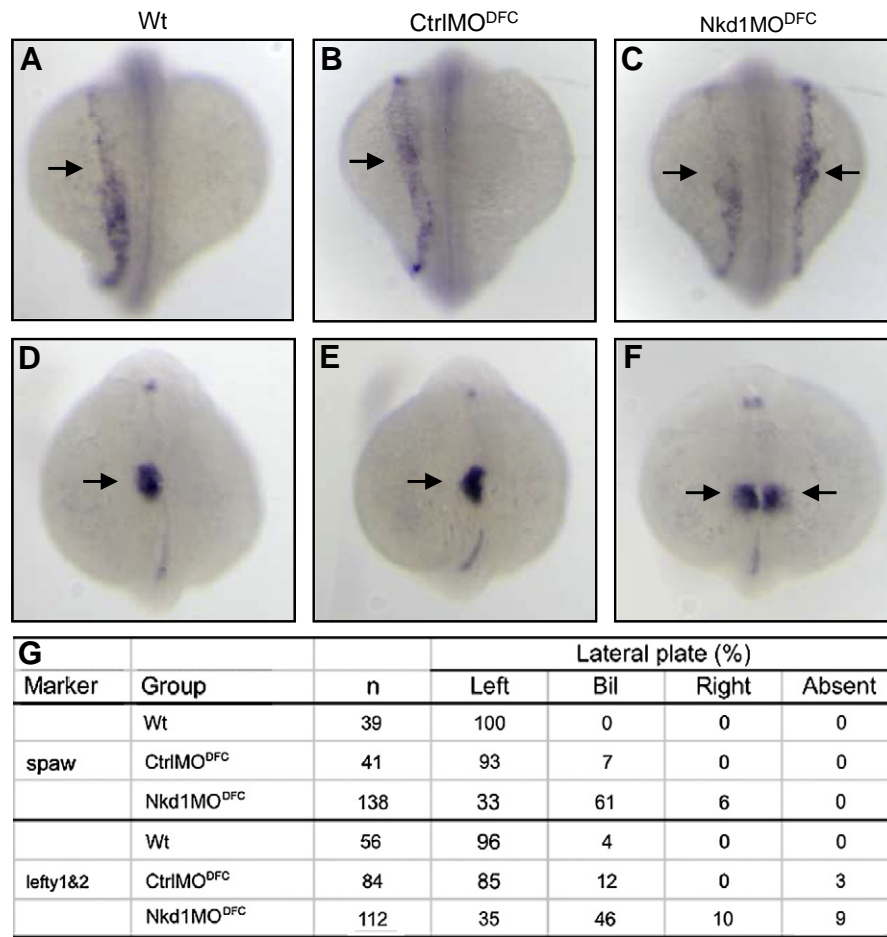 Wt CtrlMO^DFC Nkd1MO^DFC
A B C
D E F
G Lateral plate (%)
Marker Group n Left Bil Right Absent
Wt 39 100 0 0 0
spaw CtrlMO^DFC 41 93 7 0 0
Nkd1MO^DFC 138 33 61 6 0
Wt 56 96 4 0 0
lefty1&2 CtrlMO^DFC 84 85 12 0 3
Nkd1MO^DFC 112 35 46 10 9